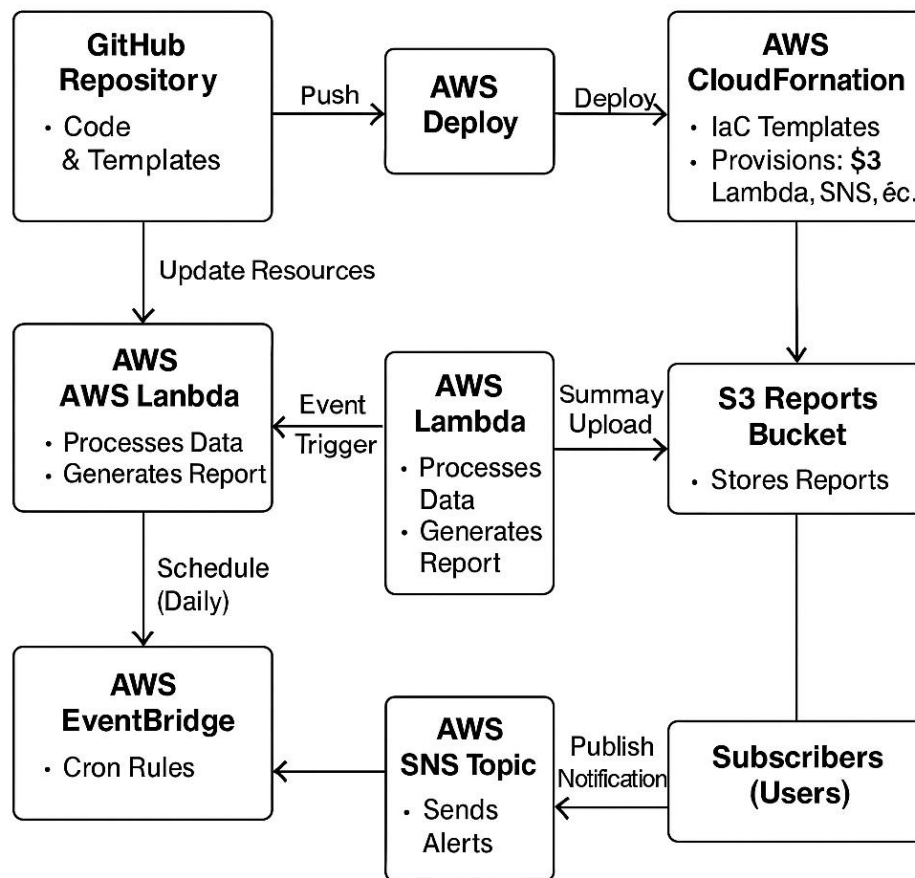 GitHub
Repository
• Code
& Templates
Push
AWS
Deploy
Deploy
AWS
CloudFornation
• IaC Templates
• Provisions: $3
Lambda, SNS, éc.
Update Resources
AWS
AWS Lanbda
• Processes Data
• Generates Report
Event
Trigger
AWS
Lambda
• Processes
Data
• Generates
Report
Summay
Upload
S3 Reports
Bucket
• Stores Reports
Schedule
(Daily)
AWS
EventBridge
• Cron Rules
AWS
SNS Topic
• Sends
Alerts
Publish
Notification
Subscribers
(Users)